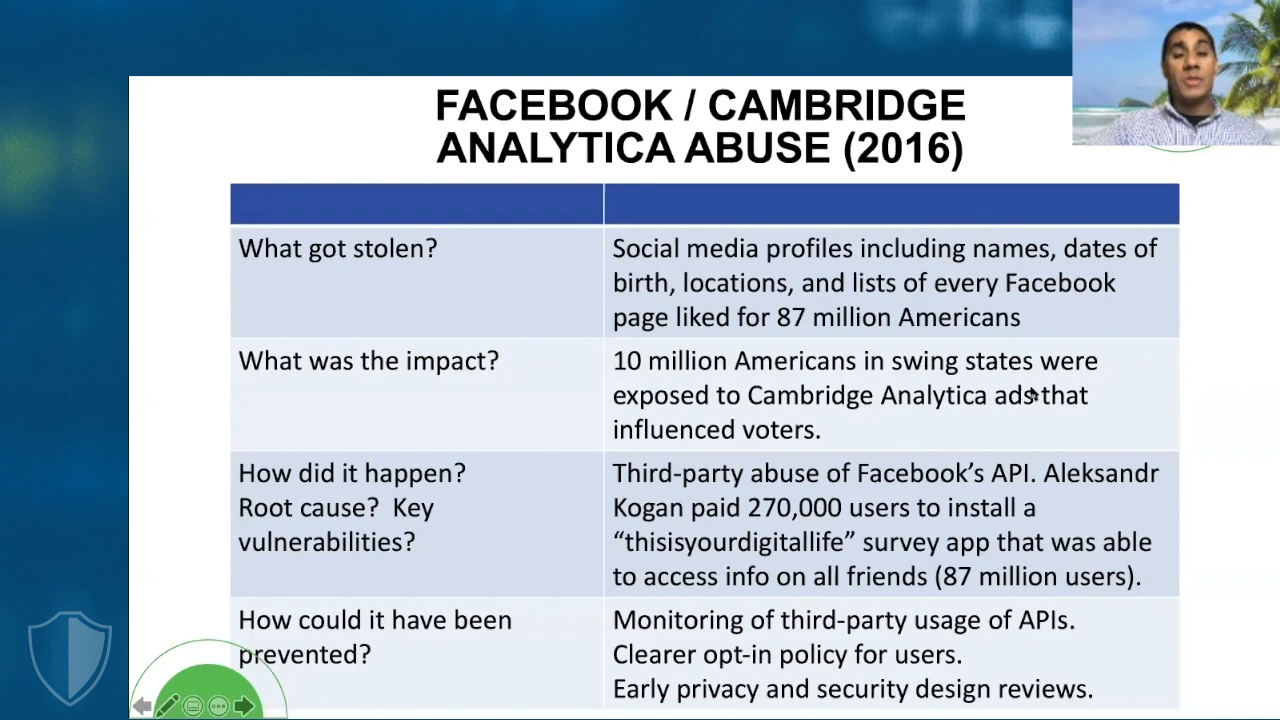 FACEBOOK / CAMBRIDGE
ANALYTICA ABUSE (2016)
What got stolen?
Social media profiles including names, dates of
birth, locations, and lists of every Facebook
page liked for 87 million Americans
What was the impact?
10 million Americans in swing states were
exposed to Cambridge Analytica ads that
influenced voters.
How did it happen?
Root cause?  Key
vulnerabilities?
Third-party abuse of Facebook’s API. Aleksandr
Kogan paid 270,000 users to install a
“thisisyourdigitallife” survey app that was able
to access info on all friends (87 million users).
How could it have been
prevented?
Monitoring of third-party usage of APIs.
Clearer opt-in policy for users.
Early privacy and security design reviews.